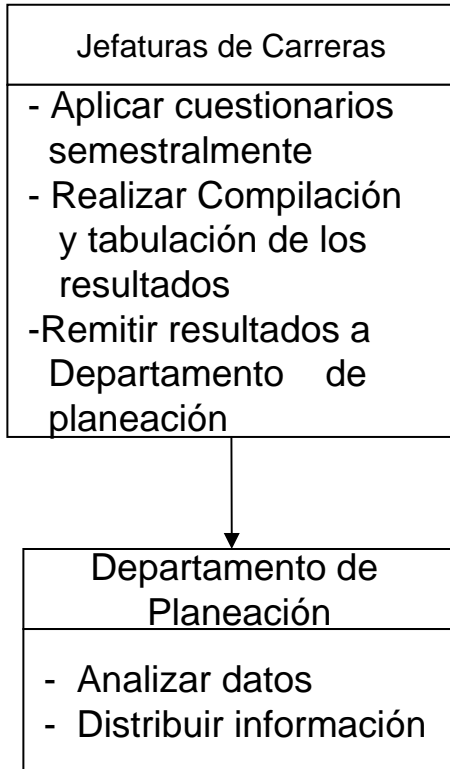 Jefaturas de Carreras
- Aplicar cuestionarios
semestralmente
- Realizar Compilación
y tabulación de los
resultados
-Remitir resultados a
Departamento de
planeación
Departamento de
Planeación
- Analizar datos
- Distribuir información